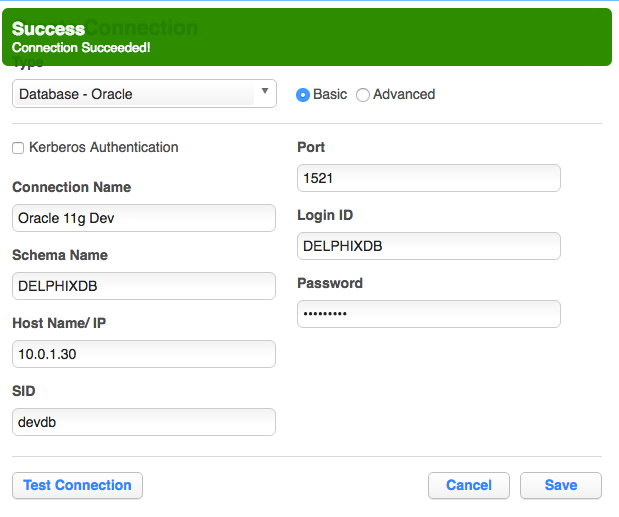 Success
Connection
Connection Succeeded!
Type
Database - Oracle
Basic
Advanced
Kerberos Authentication
Connection Name
Oracle 11g Dev
Schema Name
DELPHIXDB
Host Name/ IP
10.0.1.30
SID
devdb
Port
1521
Login ID
DELPHIXDB
Password
•••••••••
Test Connection
Cancel
Save